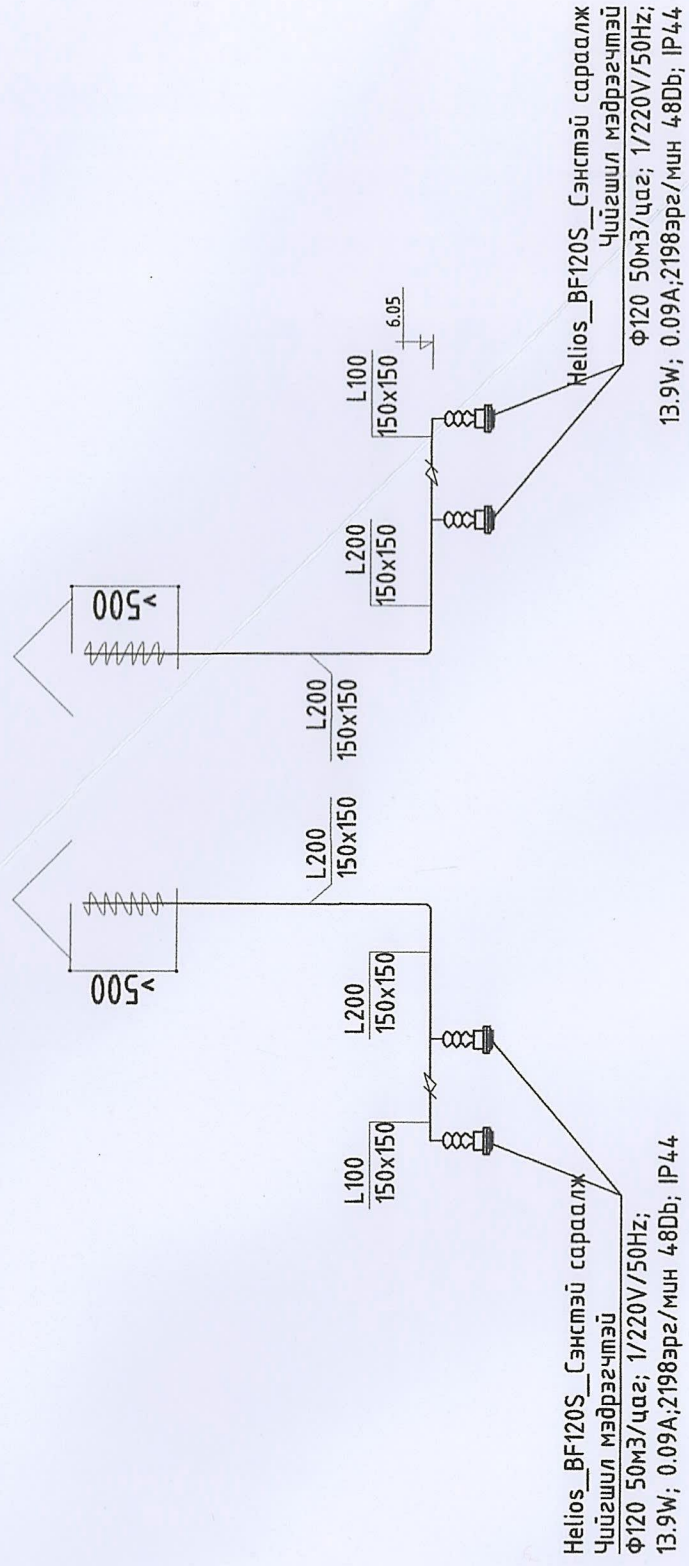 >500
>500
L200
150x150
L200
150x150
L100
150x150
L200
150x150
L200
150x150
L100
150x150
6.05
Helios_BF120S_Сэнстэй сараалж
Чийгшил мэдрэгчтэй
Ф120 50м3/цаг; 1/220V/50Hz;
13.9W; 0.09A;2198эрг/мин 48Db; IP44
Helios_BF120S_Сэнстэй сараалж
Чийгшил мэдрэгчтэй
Ф120 50м3/цаг; 1/220V/50Hz;
13.9W; 0.09A;2198эрг/мин 48Db; IP44